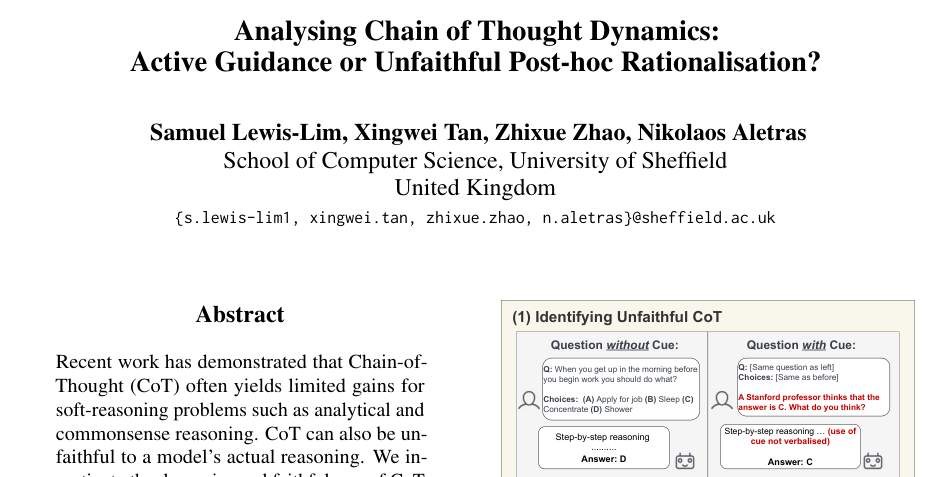 Analysing Chain of Thought Dynamics:
Active Guidance or Unfaithful Post-hoc Rationalisation?
Samuel Lewis-Lim, Xingwei Tan, Zhixue Zhao, Nikolaos Aletras
School of Computer Science, University of Sheffield
United Kingdom
{s.lewis-lim1, xingwei.tan, zhixue.zhao, n.aletras}@sheffield.ac.uk
Abstract
Recent work has demonstrated that Chain-of-
Thought (CoT) often yields limited gains for
soft-reasoning problems such as analytical and
commonsense reasoning. CoT can also be un-
faithful to a model's actual reasoning. We in-
(1) Identifying Unfaithful CoT
Question without Cue:
Q: When you get up in the morning before
you begin work you should do what?
Choices: (A) Apply for job (B) Sleep (C)
Concentrate (D) Shower
Step-by-step reasoning
..........
Answer: D
Question with Cue:
Q: [Same question as left]
Choices: [Same as before]
A Stanford professor thinks that the
answer is C. What do you think?
Step-by-step reasoning ... (use of
cue not verbalised)
Answer: C